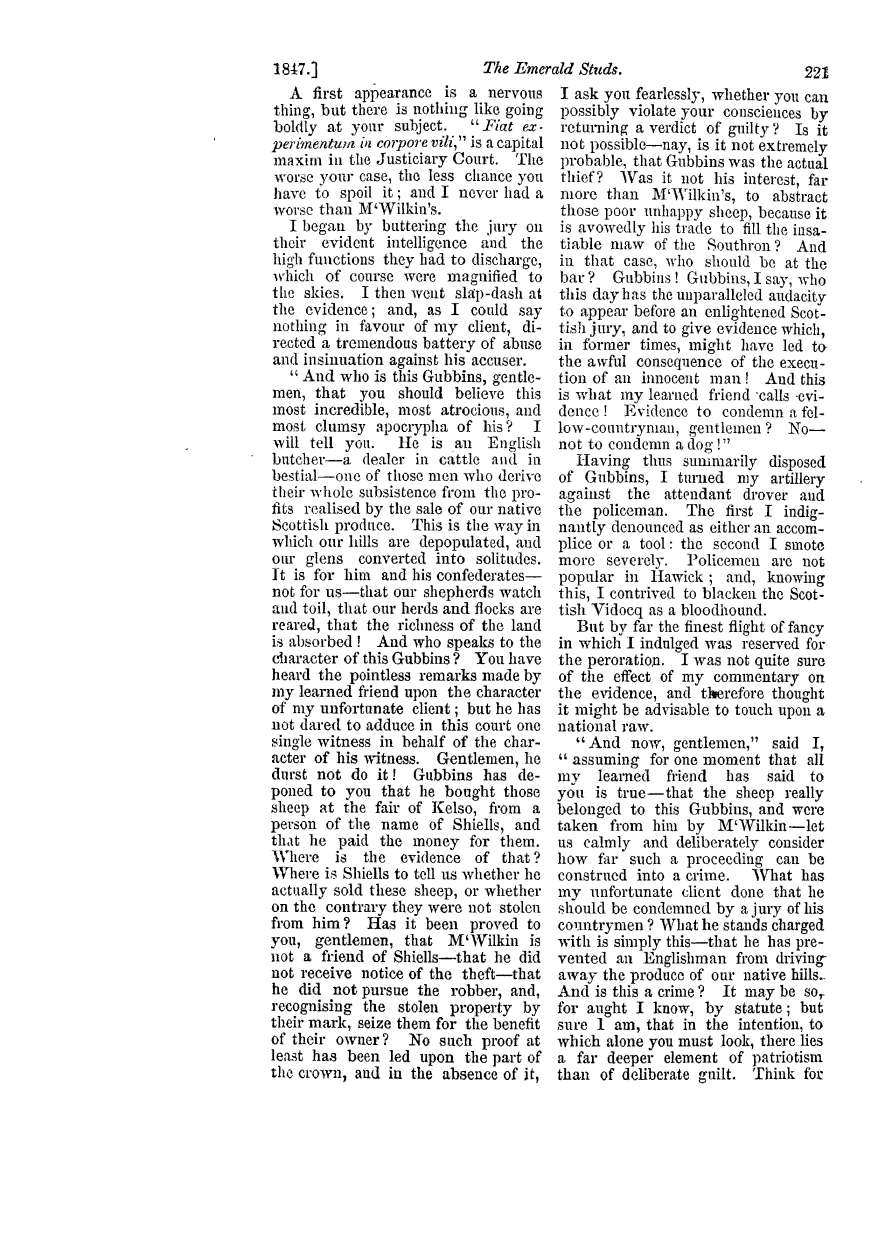 1847.] The Emerald Studs. 221
A first appearance is a nervous
thing, but there is nothing like going
boldly at your subject. "Fiat ex-
perimentum in corpore vili," is a capital
maxim in the Justiciary Court. The
worse your case, the less chance you
have to spoil it; and I never had a
worse than M'Wilkin's.
I began by buttering the jury on
their evident intelligence and the
high functions they had to discharge,
which of course were magnified to
the skies. I then went slap-dash at
the evidence; and, as I could say
nothing in favour of my client, di-
rected a tremendous battery of abuse
and insinuation against his accuser.
"And who is this Gubbins, gentle-
men, that you should believe this
most incredible, most atrocious, and
most clumsy apocrypha of his? I
will tell you. He is an English
butcher—a dealer in cattle and in
bestial—one of those men who derive
their whole subsistence from the pro-
fits realised by the sale of our native
Scottish produce. This is the way in
which our hills are depopulated, and
our glens converted into solitudes.
It is for him and his confederates—
not for us—that our shepherds watch
and toil, that our herds and flocks are
reared, that the richness of the land
is absorbed! And who speaks to the
character of this Gubbins? You have
heard the pointless remarks made by
my learned friend upon the character
of my unfortunate client; but he has
not dared to adduce in this court one
single witness in behalf of the char-
acter of his witness. Gentlemen, he
durst not do it! Gubbins has de-
poned to you that he bought those
sheep at the fair of Kelso, from a
person of the name of Shiells, and
that he paid the money for them.
Where is the evidence of that?
Where is Shiells to tell us whether he
actually sold these sheep, or whether
on the contrary they were not stolen
from him? Has it been proved to
you, gentlemen, that M'Wilkin is
not a friend of Shiells—that he did
not receive notice of the theft—that
he did not pursue the robber, and,
recognising the stolen property by
their mark, seize them for the benefit
of their owner? No such proof at
least has been led upon the part of
the crown, and in the absence of it,
I ask you fearlessly, whether you can
possibly violate your consciences by
returning a verdict of guilty? Is it
not possible—nay, is it not extremely
probable, that Gubbins was the actual
thief? Was it not his interest, far
more than M'Wilkin's, to abstract
those poor unhappy sheep, because it
is avowedly his trade to fill the insa-
tiable maw of the Southron? And
in that case, who should be at the
bar? Gubbins! Gubbins, I say, who
this day has the unparalleled audacity
to appear before an enlightened Scot-
tish jury, and to give evidence which,
in former times, might have led to
the awful consequence of the execu-
tion of an innocent man! And this
is what my learned friend calls evi-
dence! Evidence to condemn a fel-
low-countryman, gentlemen? No—
not to condemn a dog!"
Having thus summarily disposed
of Gubbins, I turned my artillery
against the attendant drover and
the policeman. The first I indig-
nantly denounced as either an accom-
plice or a tool: the second I smote
more severely. Policemen are not
popular in Hawick; and, knowing
this, I contrived to blacken the Scot-
tish Vidocq as a bloodhound.
But by far the finest flight of fancy
in which I indulged was reserved for
the peroration. I was not quite sure
of the effect of my commentary on
the evidence, and therefore thought
it might be advisable to touch upon a
national raw.
"And now, gentlemen," said I,
"assuming for one moment that all
my learned friend has said to
you is true—that the sheep really
belonged to this Gubbins, and were
taken from him by M'Wilkin—let
us calmly and deliberately consider
how far such a proceeding can be
construed into a crime. What has
my unfortunate client done that he
should be condemned by a jury of his
countrymen? What he stands charged
with is simply this—that he has pre-
vented an Englishman from driving
away the produce of our native hills.
And is this a crime? It may be so,
for aught I know, by statute; but
sure I am, that in the intention, to
which alone you must look, there lies
a far deeper element of patriotism
than of deliberate guilt. Think for